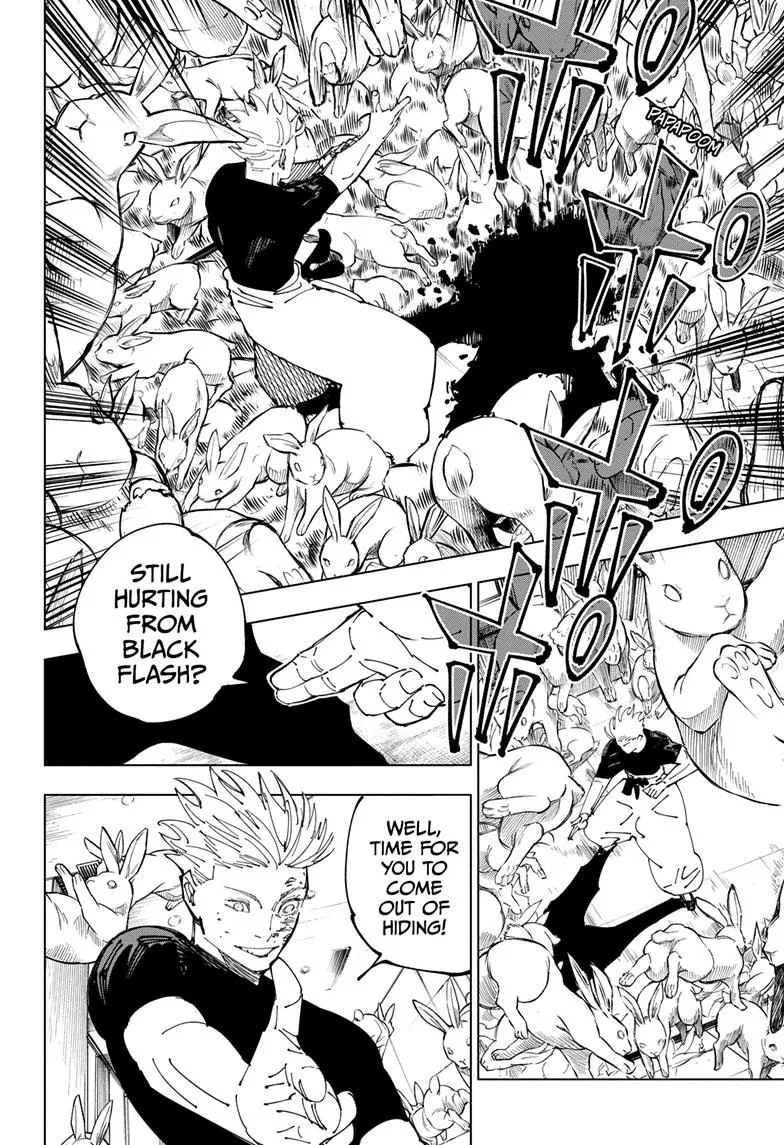 PAPAPOOM
STILL
HURTING
FROM
BLACK
FLASH?
WELL,
TIME FOR
YOU TO
COME
OUT OF
HIDING!